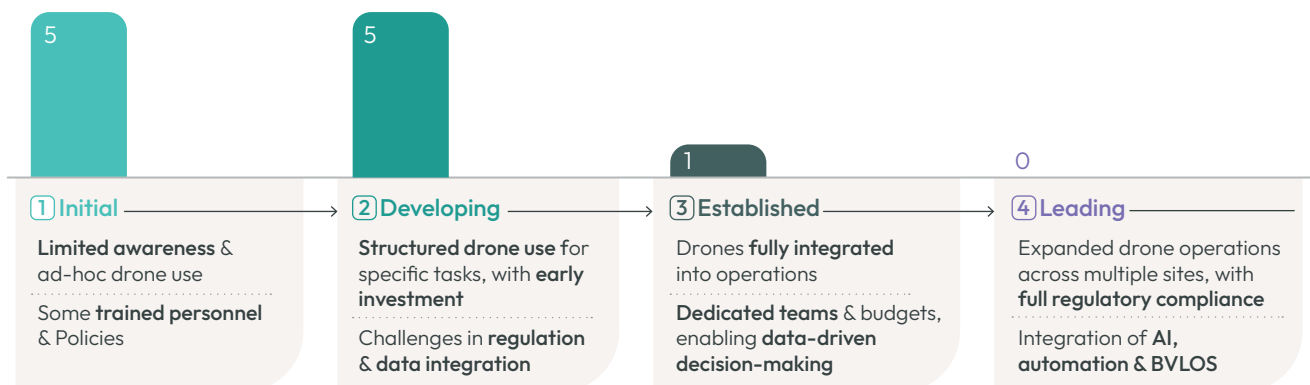 5
5
1
0
1 Initial
Limited awareness &
ad-hoc drone use
Some trained personnel
& Policies
2 Developing
Structured drone use for
specific tasks, with early
investment
Challenges in regulation
& data integration
3 Established
Drones fully integrated
into operations
Dedicated teams & budgets,
enabling data-driven
decision-making
4 Leading
Expanded drone operations
across multiple sites, with
full regulatory compliance
Integration of AI,
automation & BVLOS